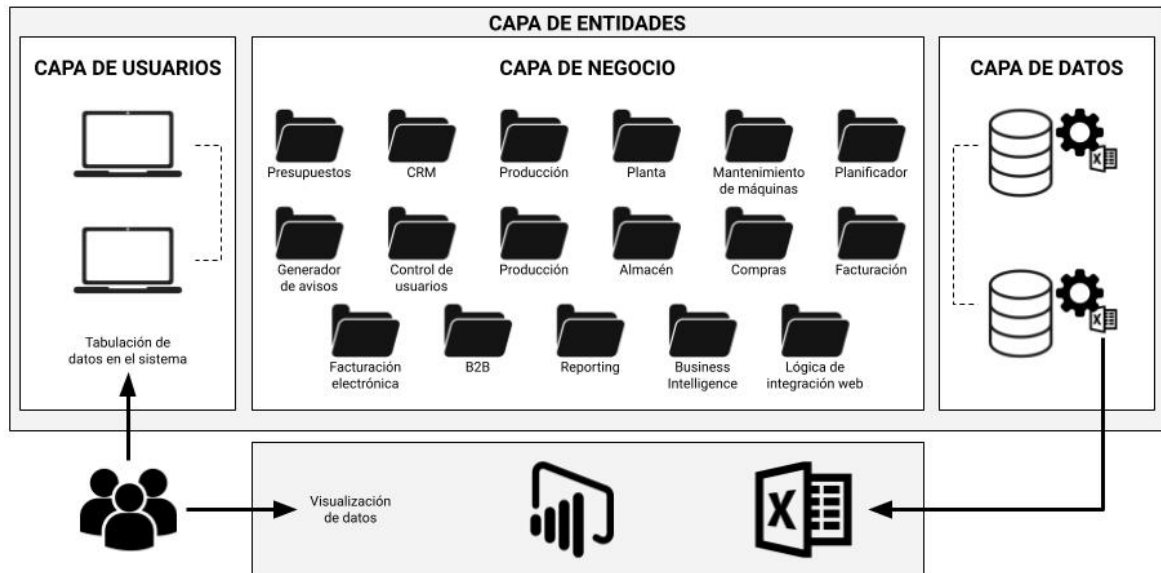 CAPA DE ENTIDADES
CAPA DE USUARIOS
CAPA DE NEGOCIO
CAPA DE DATOS
Presupuestos
CRM
Producción
Planta
Mantenimiento
de máquinas
Planificador
Generador
de avisos
Control de
usuarios
Producción
Almacén
Compras
Facturación
Facturación
electrónica
B2B
Reporting
Business
Intelligence
Lógica de
integración web
Tabulación de
datos en el sistema
Visualización
de datos
X
X
X